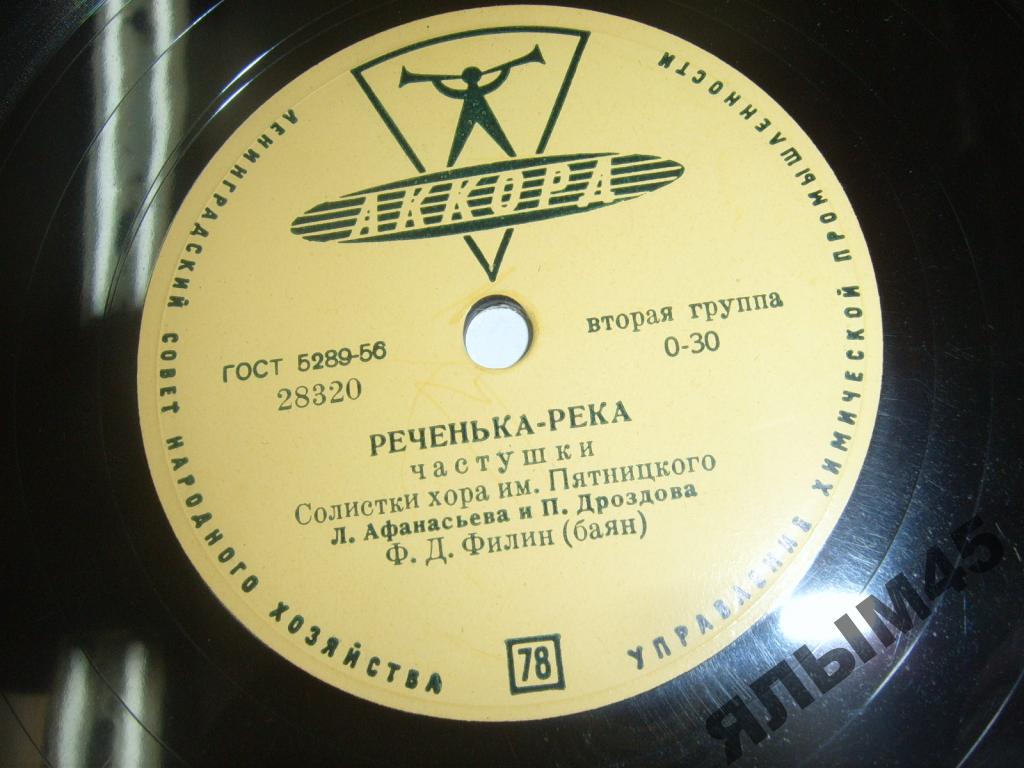 АККОРД
ЛЕНИНГРАДСКИЙ СОВЕТ НАРОДНОГО ХОЗЯЙСТВА
УПРАВЛЕНИЕ ХИМИЧЕСКОЙ ПРОМЫШЛЕННОСТИ
ГОСТ 5289-56
28320
вторая группа
0-30
РЕЧЕНЬКА-РЕКА
частушки
Солистки хора им. Пятницкого
Л. Афанасьева и П. Дроздова
Ф. Д. Филин (баян)
78
ЯЛЫМ45